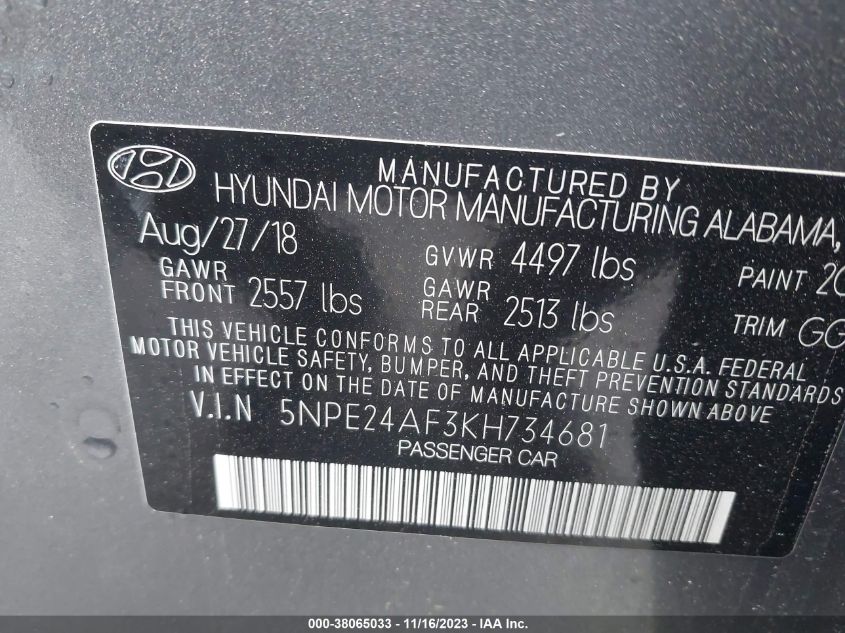 MANUFACTURED BY
HYUNDAI MOTOR MANUFACTURING ALABAMA,
Aug/27/18 GVWR 4497 lbs PAINT
GAWR FRONT 2557 lbs GAWR REAR 2513 lbs TRIM GG
THIS VEHICLE CONFORMS TO ALL APPLICABLE U.S.A. FEDERAL
MOTOR VEHICLE SAFETY, BUMPER, AND THEFT PREVENTION STANDARDS
IN EFFECT ON THE DATE OF MANUFACTURE SHOWN ABOVE.
V.I.N 5NPE24AF3KH734681
PASSENGER CAR
000-38065033 — 11/16/2023 — IAA Inc.